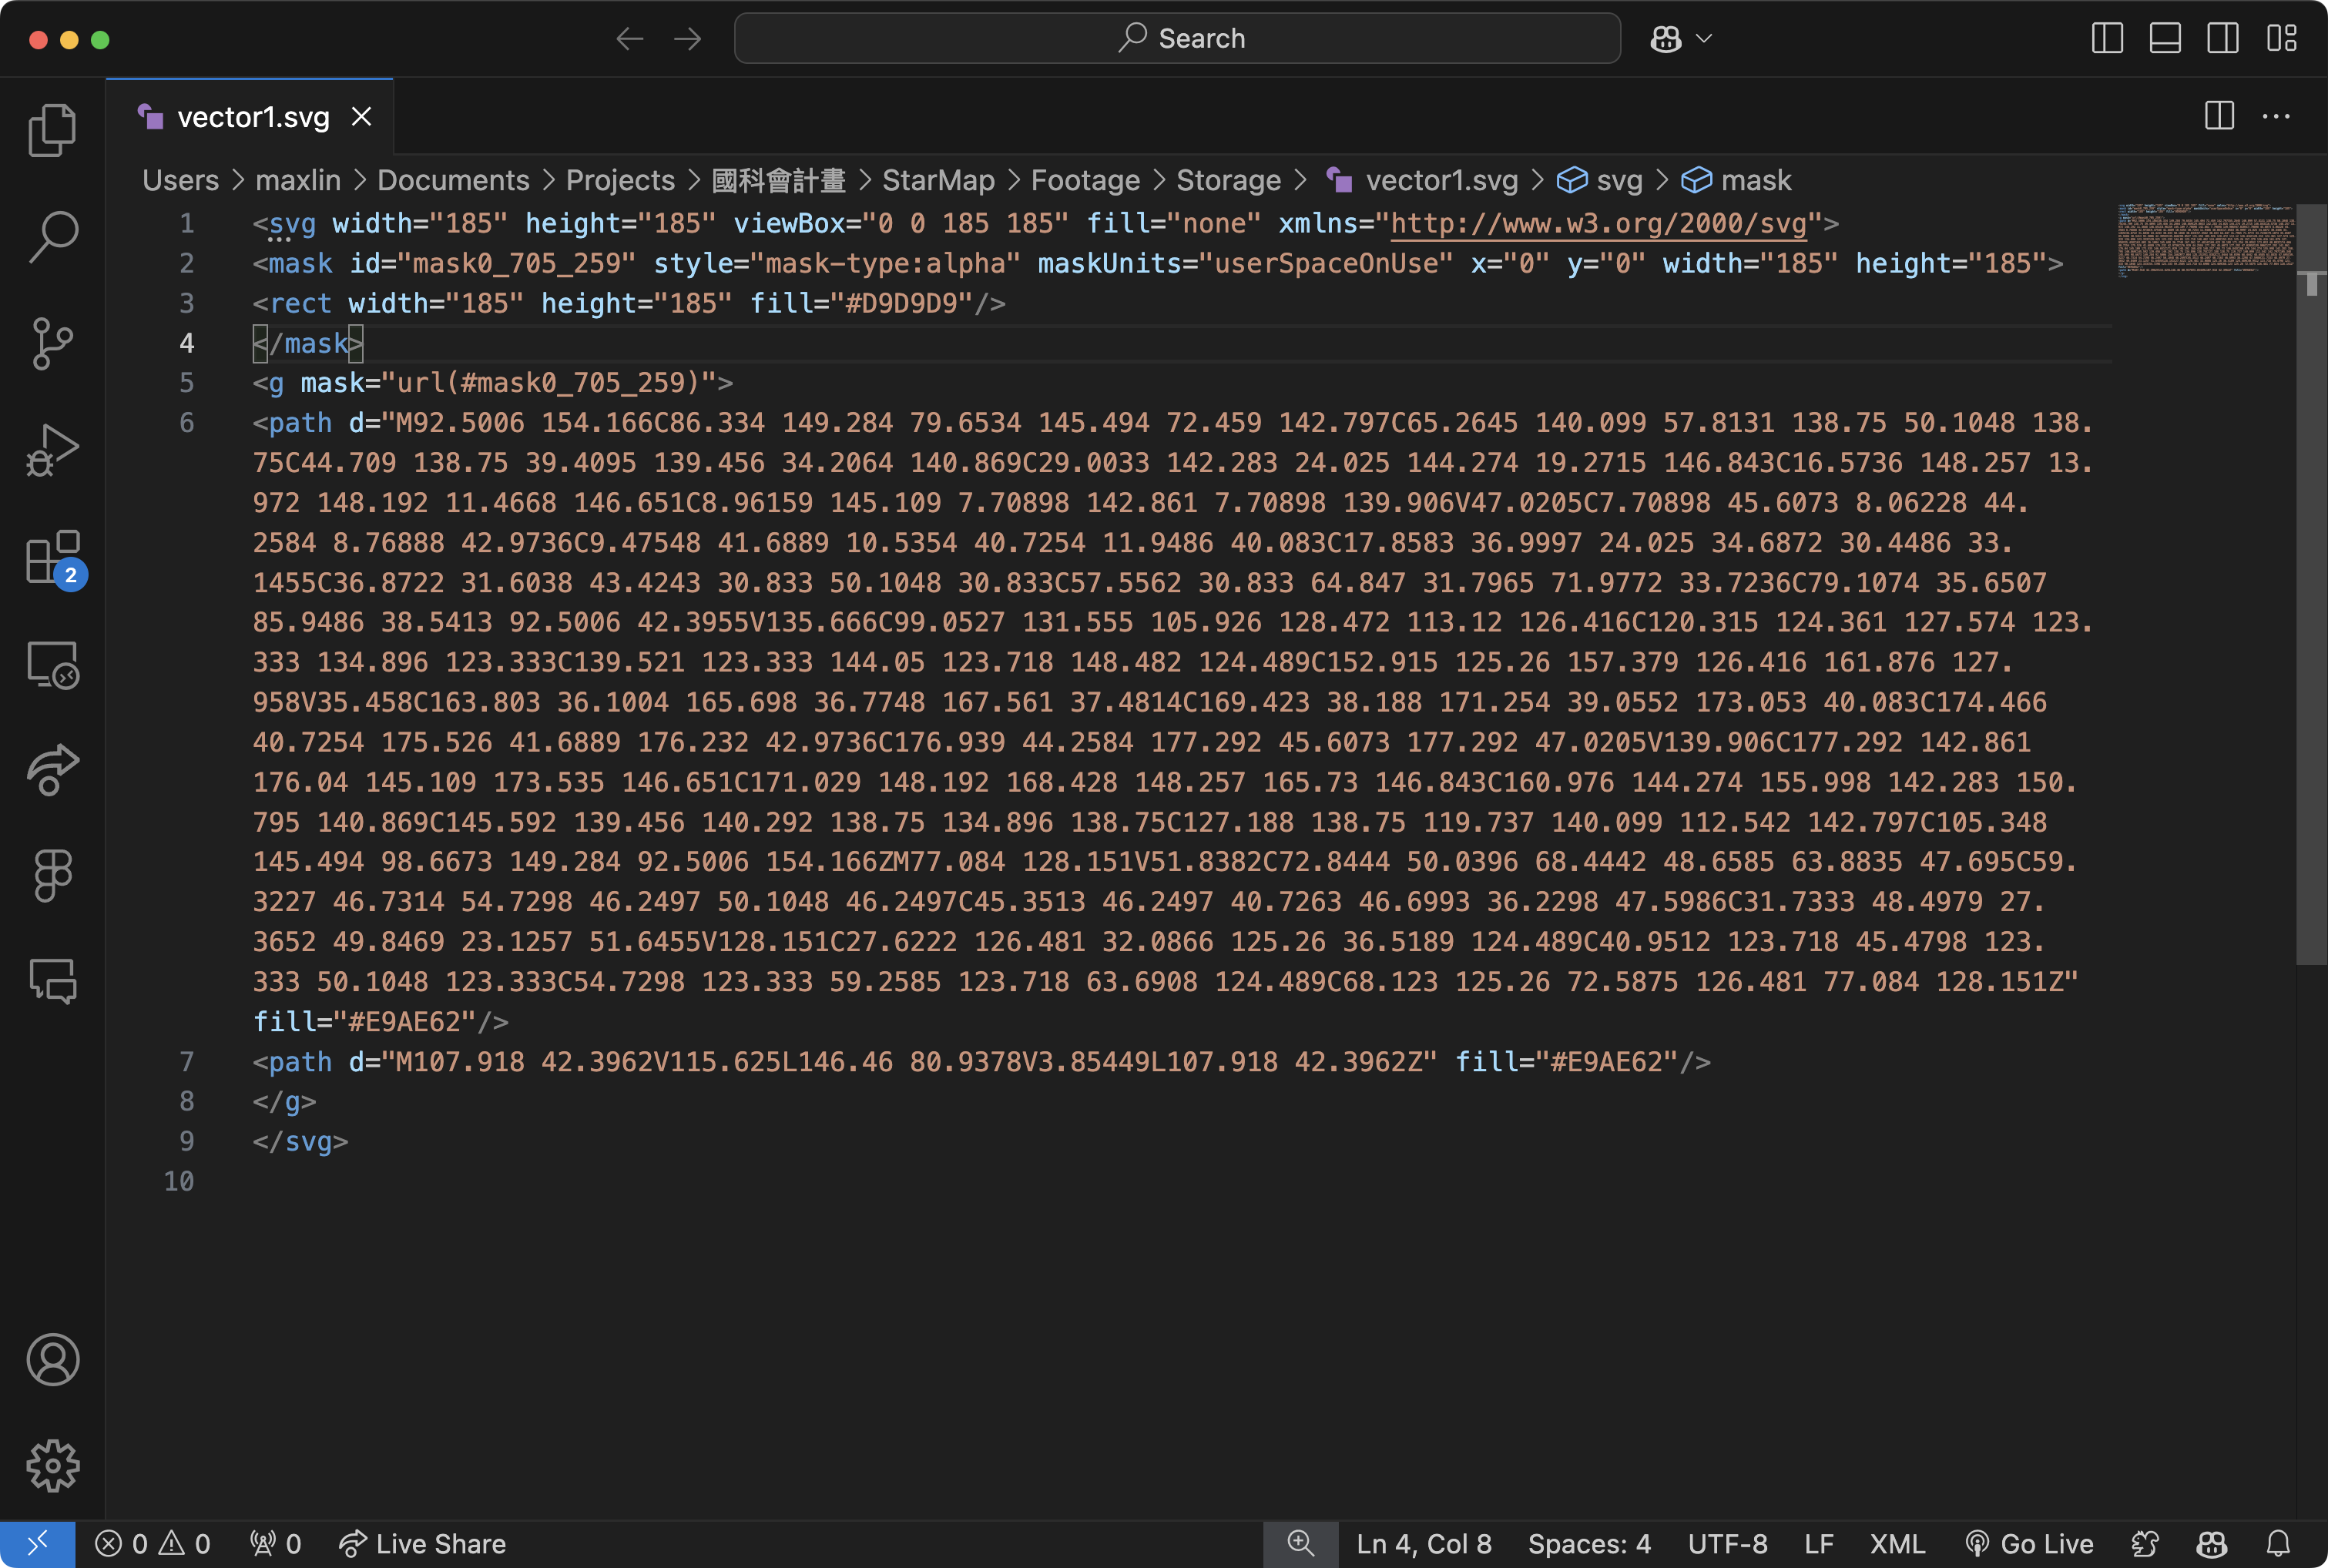 Search
vector1.svg
Users > maxlin > Documents > Projects > 國科會計畫 > StarMap > Footage > Storage > vector1.svg > svg > mask
1 <svg width="185" height="185" viewBox="0 0 185 185" fill="none" xmlns="http://www.w3.org/2000/svg">
2 <mask id="mask0_705_259" style="mask-type:alpha" maskUnits="userSpaceOnUse" x="0" y="0" width="185" height="185">
3 <rect width="185" height="185" fill="#D9D9D9"/>
4 </mask>
5 <g mask="url(#mask0_705_259)">
6 <path d="M92.5006 154.166C86.334 149.284 79.6534 145.494 72.459 142.797C65.2645 140.099 57.8131 138.75 50.1048 138.
75C44.709 138.75 39.4095 139.456 34.2064 140.869C29.0033 142.283 24.025 144.274 19.2715 146.843C16.5736 148.257 13.
972 148.192 11.4668 146.651C8.96159 145.109 7.70898 142.861 7.70898 139.906V47.0205C7.70898 45.6073 8.06228 44.
2584 8.76888 42.9736C9.47548 41.6889 10.5354 40.7254 11.9486 40.083C17.8583 36.9997 24.025 34.6872 30.4486 33.
1455C36.8722 31.6038 43.4243 30.833 50.1048 30.833C57.5562 30.833 64.847 31.7965 71.9772 33.7236C79.1074 35.6507
85.9486 38.5413 92.5006 42.3955V135.666C99.0527 131.555 105.926 128.472 113.12 126.416C120.315 124.361 127.574 123.
333 134.896 123.333C139.521 123.333 144.05 123.718 148.482 124.489C152.915 125.26 157.379 126.416 161.876 127.
958V35.458C163.803 36.1004 165.698 36.7748 167.561 37.4814C169.423 38.188 171.254 39.0552 173.053 40.083C174.466
40.7254 175.526 41.6889 176.232 42.9736C176.939 44.2584 177.292 45.6073 177.292 47.0205V139.906C177.292 142.861
176.04 145.109 173.535 146.651C171.029 148.192 168.428 148.257 165.73 146.843C160.976 144.274 155.998 142.283 150.
795 140.869C145.592 139.456 140.292 138.75 134.896 138.75C127.188 138.75 119.737 140.099 112.542 142.797C105.348
145.494 98.6673 149.284 92.5006 154.166ZM77.084 128.151V51.8382C72.8444 50.0396 68.4442 48.6585 63.8835 47.695C59.
3227 46.7314 54.7298 46.2497 50.1048 46.2497C45.3513 46.2497 40.7263 46.6993 36.2298 47.5986C31.7333 48.4979 27.
3652 49.8469 23.1257 51.6455V128.151C27.6222 126.481 32.0866 125.26 36.5189 124.489C40.9512 123.718 45.4798 123.
333 50.1048 123.333C54.7298 123.333 59.2585 123.718 63.6908 124.489C68.123 125.26 72.5875 126.481 77.084 128.151Z"
fill="#E9AE62"/>
7 <path d="M107.918 42.3962V115.625L146.46 80.9378V3.85449L107.918 42.3962Z" fill="#E9AE62"/>
8 </g>
9 </svg>
10
2
0 0 0 Live Share Ln 4, Col 8 Spaces: 4 UTF-8 LF XML Go Live